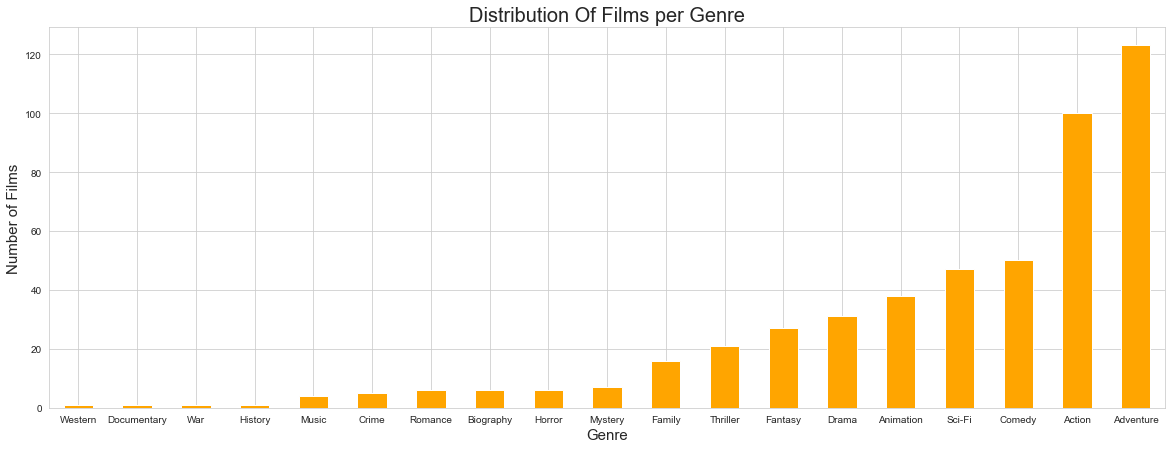 Distribution Of Films per Genre
Number of Films
120
100
80
60
40
20
0
Western Documentary War History Music Crime Romance Biography Horror Mystery Family Thriller Fantasy Drama Animation Sci-Fi Comedy Action Adventure
Genre